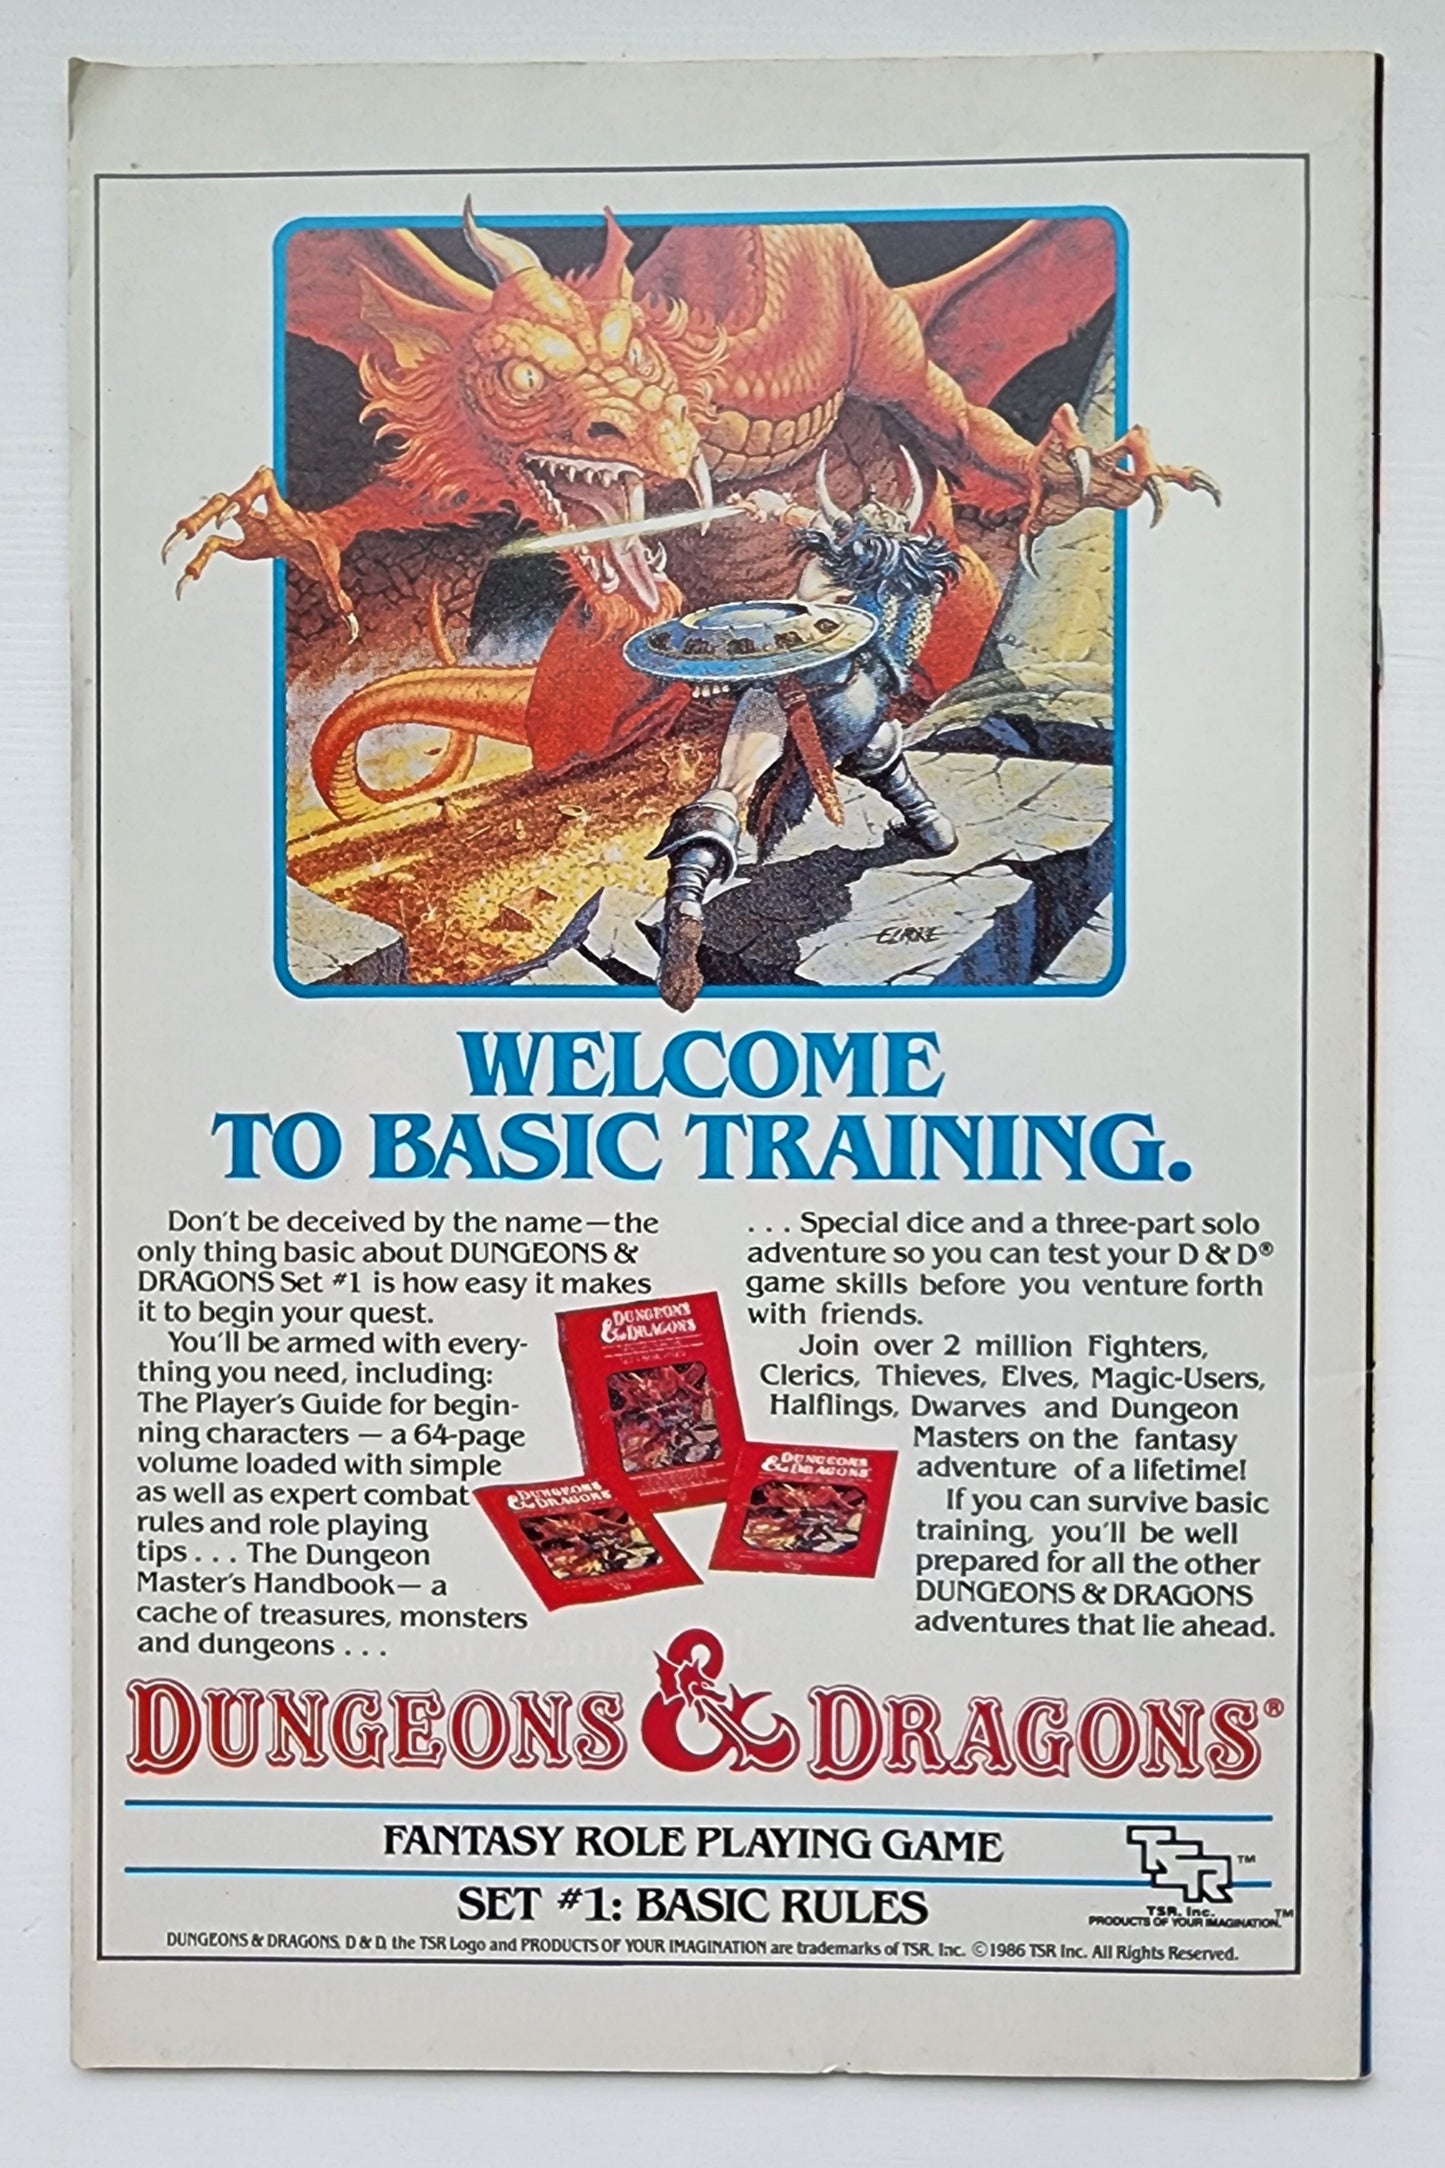 ELMORE
WELCOME
TO BASIC TRAINING.
Don't be deceived by the name—the
only thing basic about DUNGEONS &
DRAGONS Set #1 is how easy it makes
it to begin your quest.
You'll be armed with every-
thing you need, including:
The Player's Guide for begin-
ning characters — a 64-page
volume loaded with simple
as well as expert combat
rules and role playing
tips . . . The Dungeon
Master's Handbook— a
cache of treasures, monsters
and dungeons . . .
. . . Special dice and a three-part solo
adventure so you can test your D & D®
game skills before you venture forth
with friends.
Join over 2 million Fighters,
Clerics, Thieves, Elves, Magic-Users,
Halflings, Dwarves and Dungeon
Masters on the fantasy
adventure of a lifetime!
If you can survive basic
training, you'll be well
prepared for all the other
DUNGEONS & DRAGONS
adventures that lie ahead.
DUNGEONS
& DRAGONS
DUNGEONS
& DRAGONS
DUNGEONS
& DRAGONS
DUNGEONS & DRAGONS®
FANTASY ROLE PLAYING GAME
SET #1: BASIC RULES
TSR™
TSR, Inc.
PRODUCTS OF YOUR IMAGINATION.™
DUNGEONS & DRAGONS, D & D, the TSR Logo and PRODUCTS OF YOUR IMAGINATION are trademarks of TSR, Inc. ©1986 TSR Inc. All Rights Reserved.